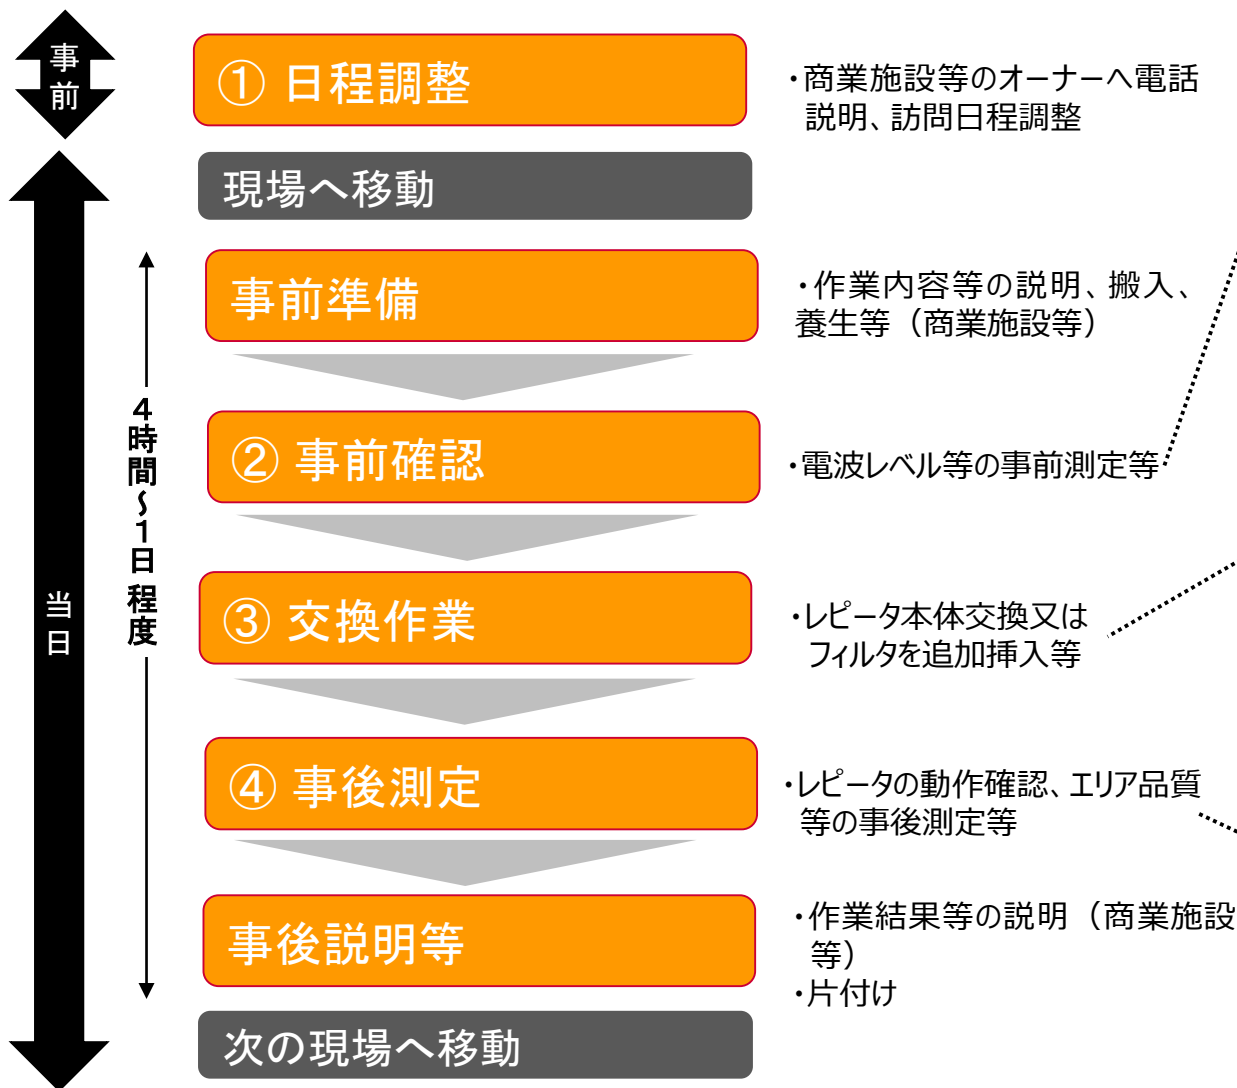 事前
① 日程調整
・商業施設等のオーナーへ電話
説明、訪問日程調整
現場へ移動
当日
4時間~1日程度
事前準備
・作業内容等の説明、搬入、
養生等（商業施設等）
② 事前確認
・電波レベル等の事前測定等
③ 交換作業
・レピータ本体交換又は
フィルタを追加挿入等
④ 事後測定
・レピータの動作確認、エリア品質
等の事後測定等
事後説明等
・作業結果等の説明（商業施設
等）
・片付け
次の現場へ移動